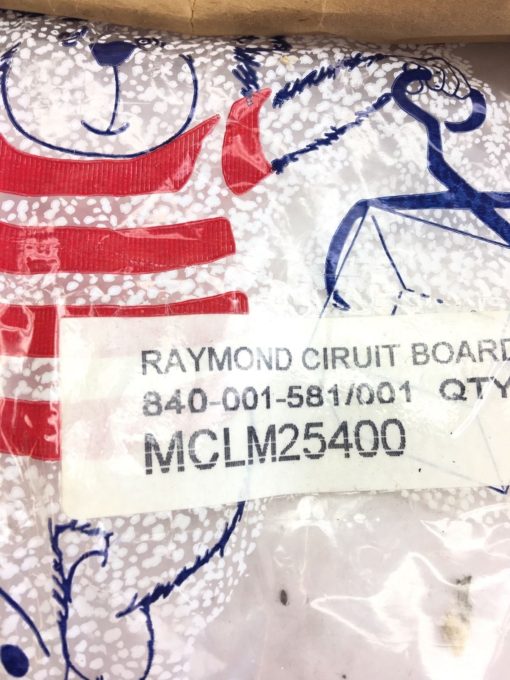 RAYMOND CIRUIT BOARD
840-001-581/001 QTY
MCLM25400